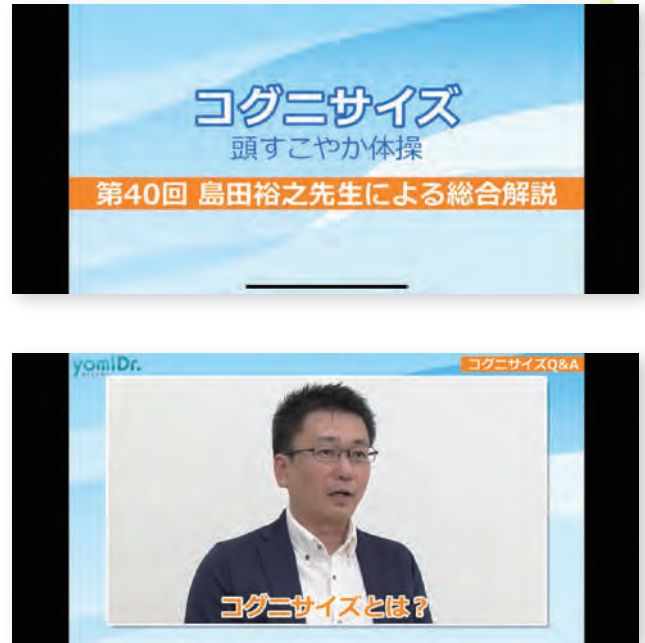 コグニサイズ
頭すこやか体操
第40回 島田裕之先生による総合解説
yomiDr.
コグニサイズQ&A
コグニサイズとは？